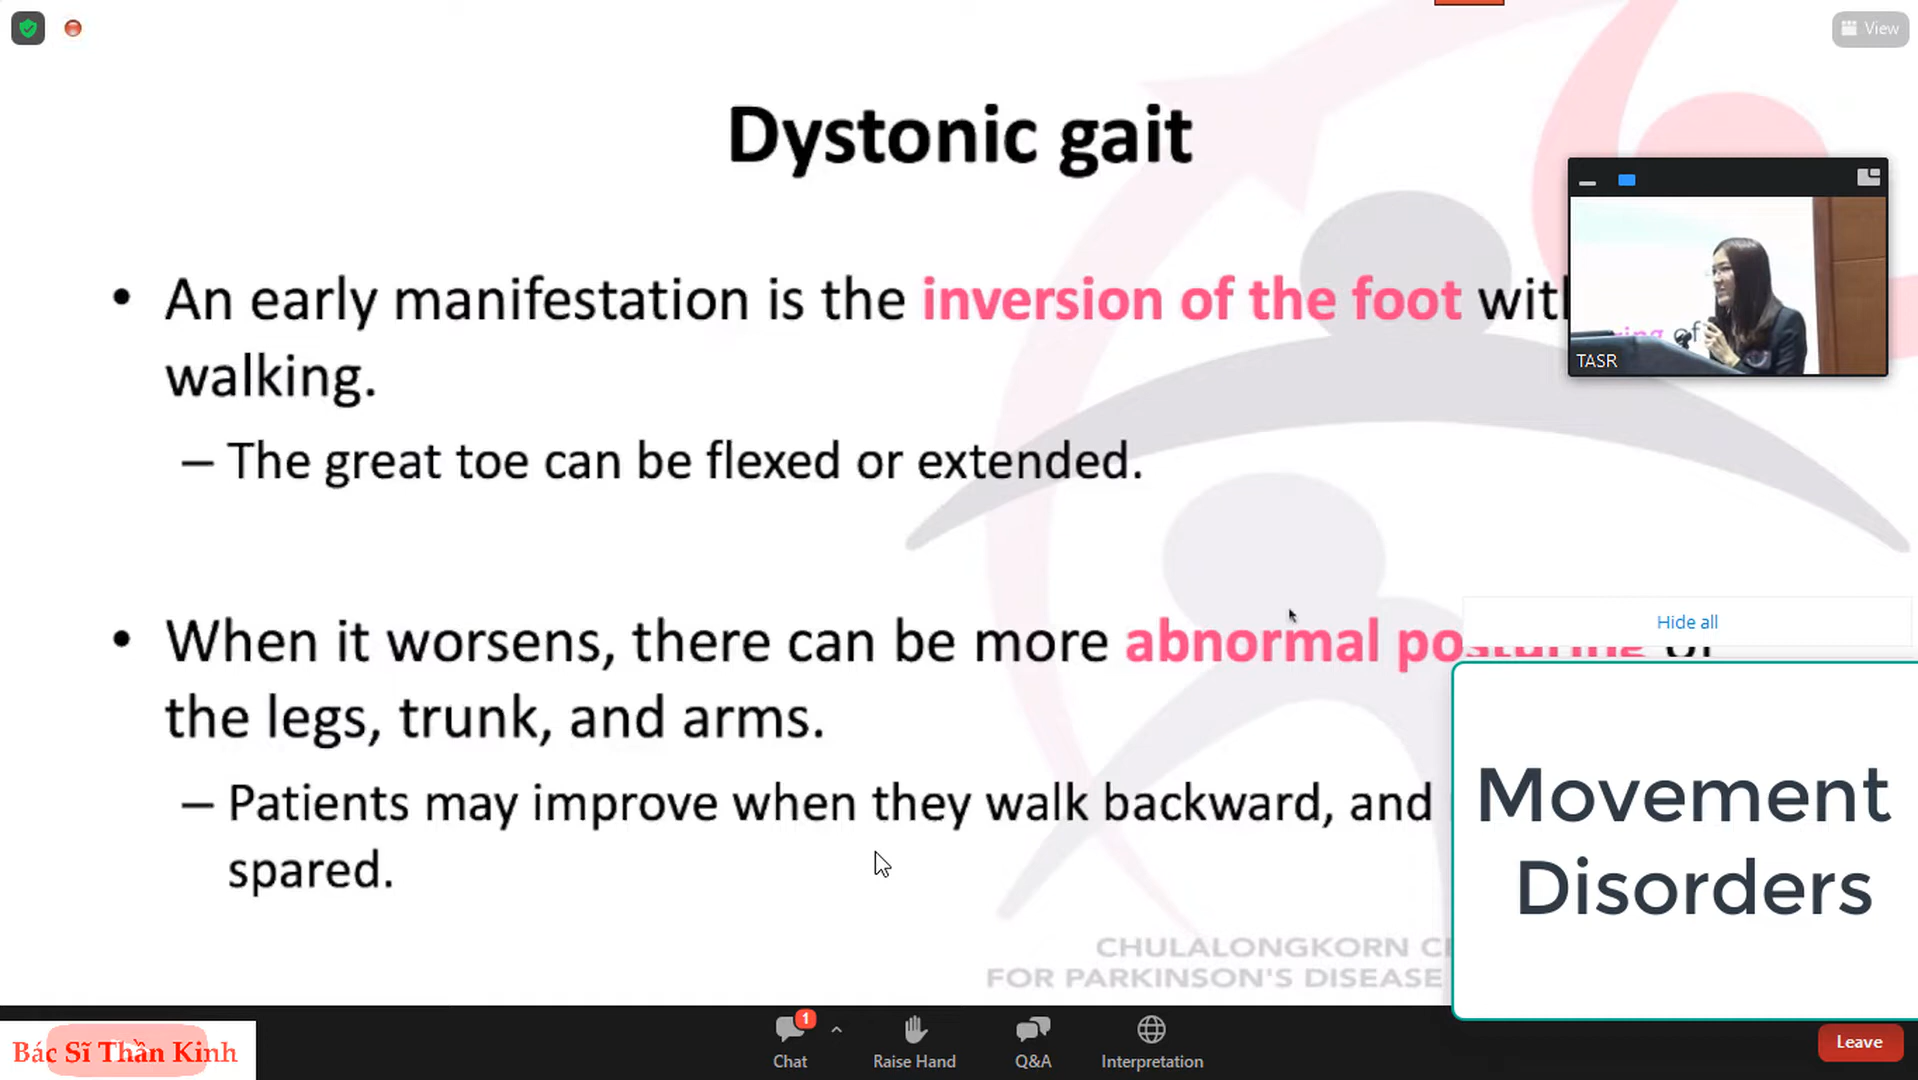 View
Dystonic gait
• An early manifestation is the inversion of the foot with
walking.
– The great toe can be flexed or extended.
TASR
• When it worsens, there can be more abnormal posturing of
the legs, trunk, and arms.
– Patients may improve when they walk backward, and
spared.
Hide all
Movement
Disorders
CHULALONGKORN
FOR PARKINSON'S DISEASE
Bác Sĩ Thần Kinh
1
Chat
Raise Hand
Q&A
Interpretation
Leave